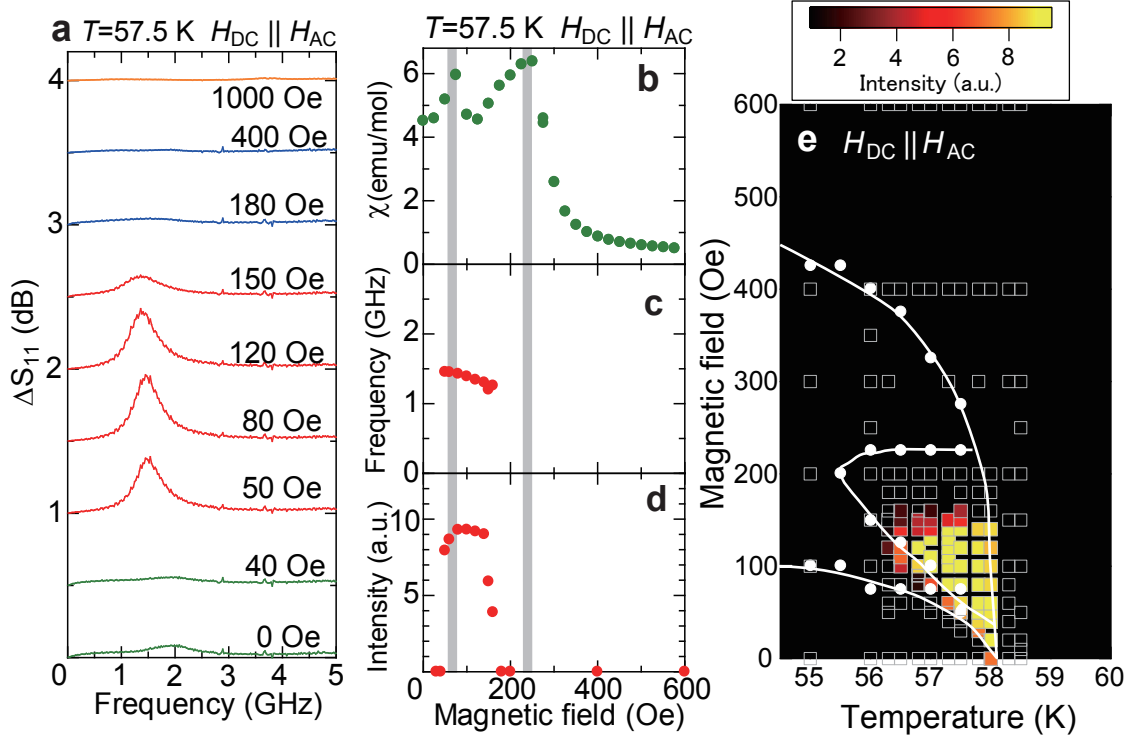 a T=57.5 K H_DC || H_AC
4
1000 Oe
400 Oe
180 Oe
3
150 Oe
120 Oe
2
80 Oe
50 Oe
1
40 Oe
0 Oe
0 1 2 3 4 5
Frequency (GHz)
ΔS₁₁ (dB)
T=57.5 K H_DC || H_AC
b
6
4
2
0
χ(emu/mol)
c
3
2
1
0
Frequency (GHz)
d
10
5
Intensity (a.u.)
0 200 400 600
Magnetic field (Oe)
2 4 6 8
Intensity (a.u.)
e H_DC || H_AC
600
500
400
300
200
100
0
Magnetic field (Oe)
55 56 57 58 59 60
Temperature (K)